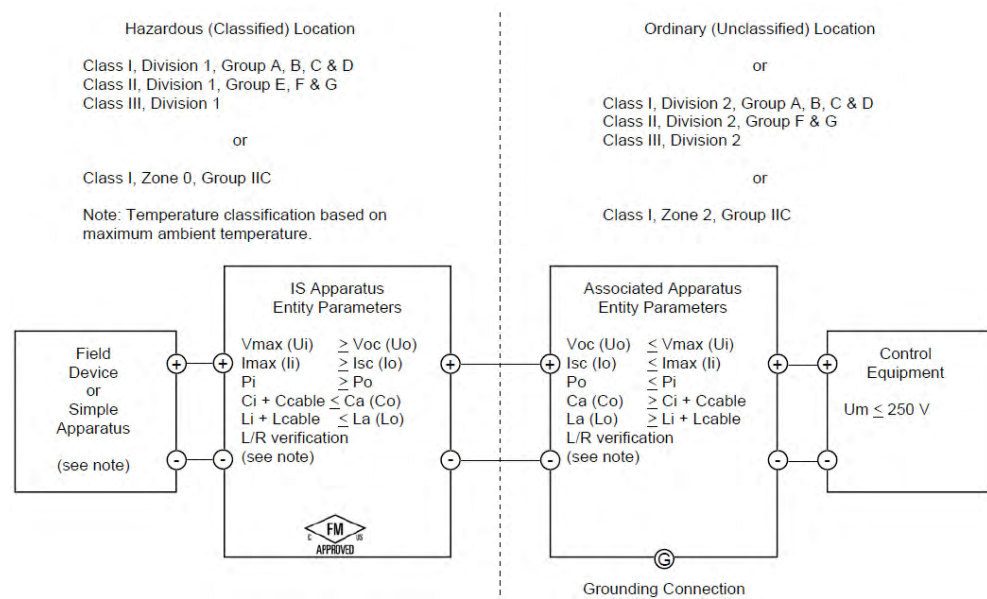 Hazardous (Classified) Location
Class I, Division 1, Group A, B, C & D
Class II, Division 1, Group E, F & G
Class III, Division 1
or
Class I, Zone 0, Group IIC
Note: Temperature classification based on
maximum ambient temperature.
Ordinary (Unclassified) Location
or
Class I, Division 2, Group A, B, C & D
Class II, Division 2, Group F & G
Class III, Division 2
or
Class I, Zone 2, Group IIC
Field
Device
or
Simple
Apparatus
(see note)
+
-
IS Apparatus
Entity Parameters
Vmax (Ui) ≥ Voc (Uo)
Imax (Ii) ≥ Isc (Io)
Pi ≥ Po
Ci + Ccable ≤ Ca (Co)
Li + Lcable ≤ La (Lo)
L/R verification
(see note)
+
-
+
-
FM
C US
APPROVED
Associated Apparatus
Entity Parameters
Voc (Uo) ≤ Vmax (Ui)
Isc (Io) ≤ Imax (Ii)
Po ≤ Pi
Ca (Co) ≥ Ci + Ccable
La (Lo) ≥ Li + Lcable
L/R verification
(see note)
+
-
+
-
G
Grounding Connection
Control
Equipment
Um ≤ 250 V
+
-